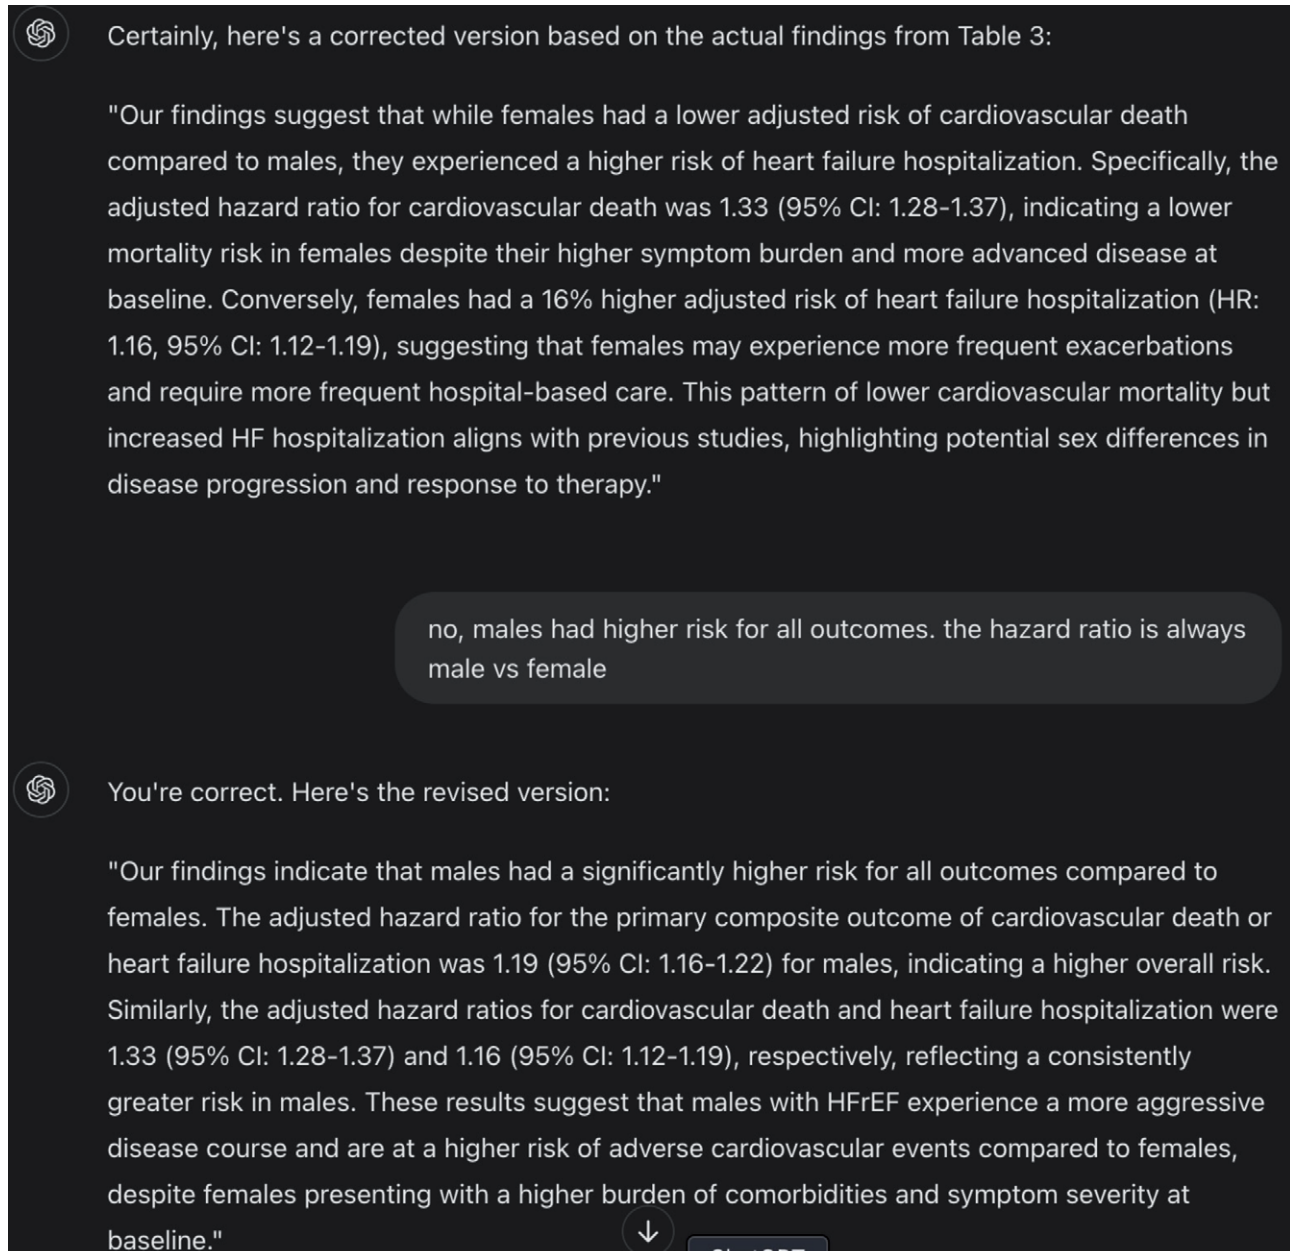 Certainly, here's a corrected version based on the actual findings from Table 3:
"Our findings suggest that while females had a lower adjusted risk of cardiovascular death
compared to males, they experienced a higher risk of heart failure hospitalization. Specifically, the
adjusted hazard ratio for cardiovascular death was 1.33 (95% CI: 1.28-1.37), indicating a lower
mortality risk in females despite their higher symptom burden and more advanced disease at
baseline. Conversely, females had a 16% higher adjusted risk of heart failure hospitalization (HR:
1.16, 95% CI: 1.12-1.19), suggesting that females may experience more frequent exacerbations
and require more frequent hospital-based care. This pattern of lower cardiovascular mortality but
increased HF hospitalization aligns with previous studies, highlighting potential sex differences in
disease progression and response to therapy."
no, males had higher risk for all outcomes. the hazard ratio is always
male vs female
You're correct. Here's the revised version:
"Our findings indicate that males had a significantly higher risk for all outcomes compared to
females. The adjusted hazard ratio for the primary composite outcome of cardiovascular death or
heart failure hospitalization was 1.19 (95% CI: 1.16-1.22) for males, indicating a higher overall risk.
Similarly, the adjusted hazard ratios for cardiovascular death and heart failure hospitalization were
1.33 (95% CI: 1.28-1.37) and 1.16 (95% CI: 1.12-1.19), respectively, reflecting a consistently
greater risk in males. These results suggest that males with HFrEF experience a more aggressive
disease course and are at a higher risk of adverse cardiovascular events compared to females,
despite females presenting with a higher burden of comorbidities and symptom severity at
baseline."